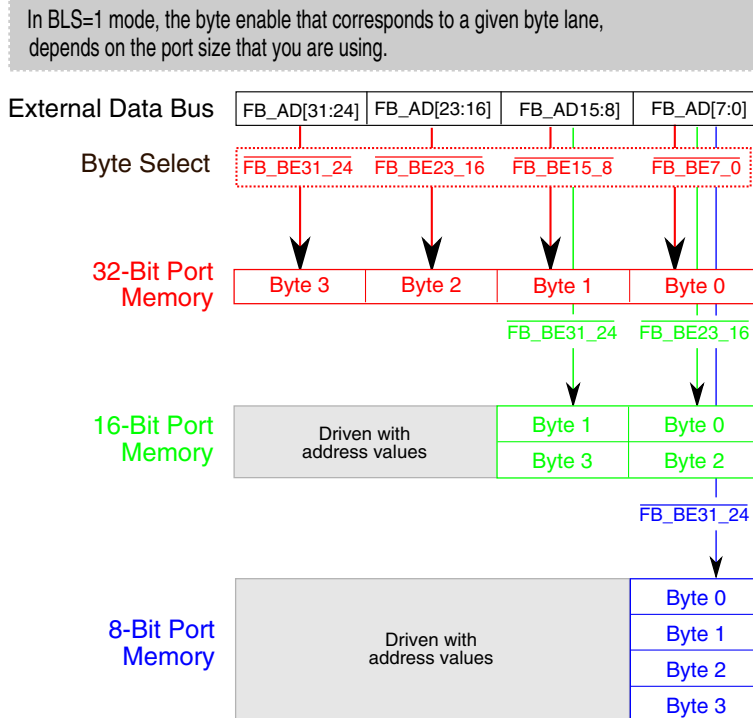 In BLS=1 mode, the byte enable that corresponds to a given byte lane,
depends on the port size that you are using.
External Data Bus FB_AD[31:24] FB_AD[23:16] FB_AD15:8] FB_AD[7:0]
Byte Select FB_BE31_24 FB_BE23_16 FB_BE15_8 FB_BE7_0
32-Bit Port
Memory
Byte 3 Byte 2 Byte 1 Byte 0
FB_BE31_24 FB_BE23_16
16-Bit Port
Memory
Driven with
address values
Byte 1 Byte 0
Byte 3 Byte 2
FB_BE31_24
8-Bit Port
Memory
Driven with
address values
Byte 0
Byte 1
Byte 2
Byte 3